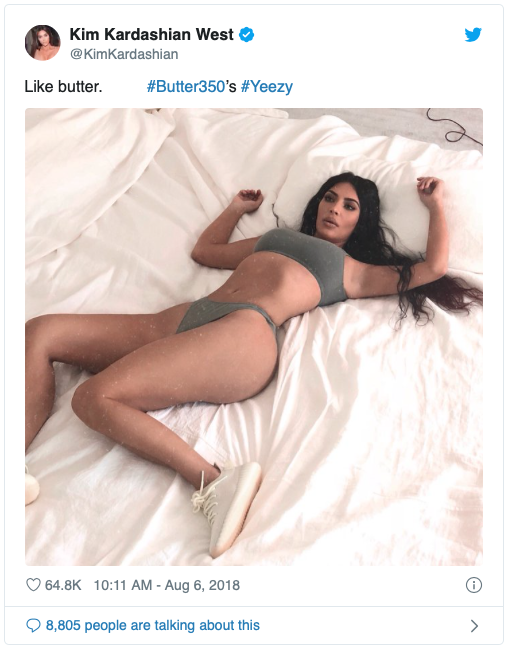 Kim Kardashian West
@KimKardashian
Like butter. #Butter350's #Yeezy
64.8K 10:11 AM - Aug 6, 2018
8,805 people are talking about this